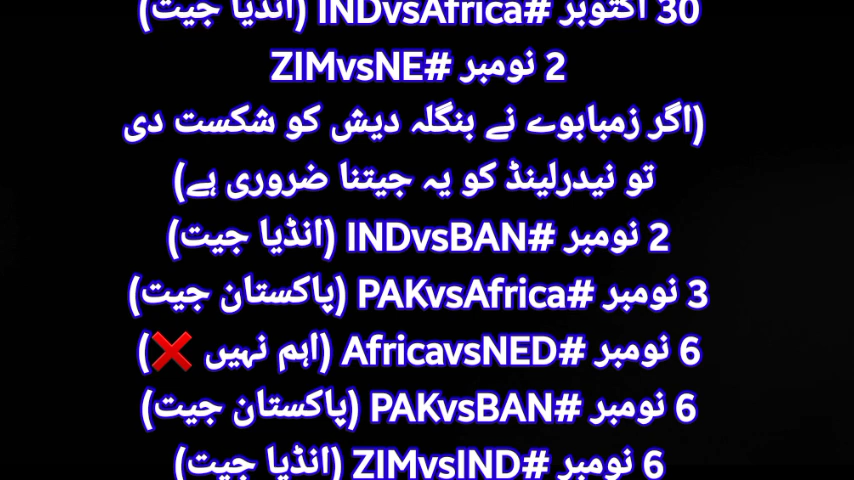 30 اکتوبر #INDvsAfrica (انڈیا جیت)
2 نومبر #ZIMvsNE
(اگر زمبابوے نے بنگلہ دیش کو شکست دی
تو نیدرلینڈ کو یہ جیتنا ضروری ہے)
2 نومبر #INDvsBAN (انڈیا جیت)
3 نومبر #PAKvsAfrica (پاکستان جیت)
6 نومبر #AfricavsNED (اہم نہیں ❌)
6 نومبر #PAKvsBAN (پاکستان جیت)
6 نومبر #ZIMvsIND (انڈیا جیت)